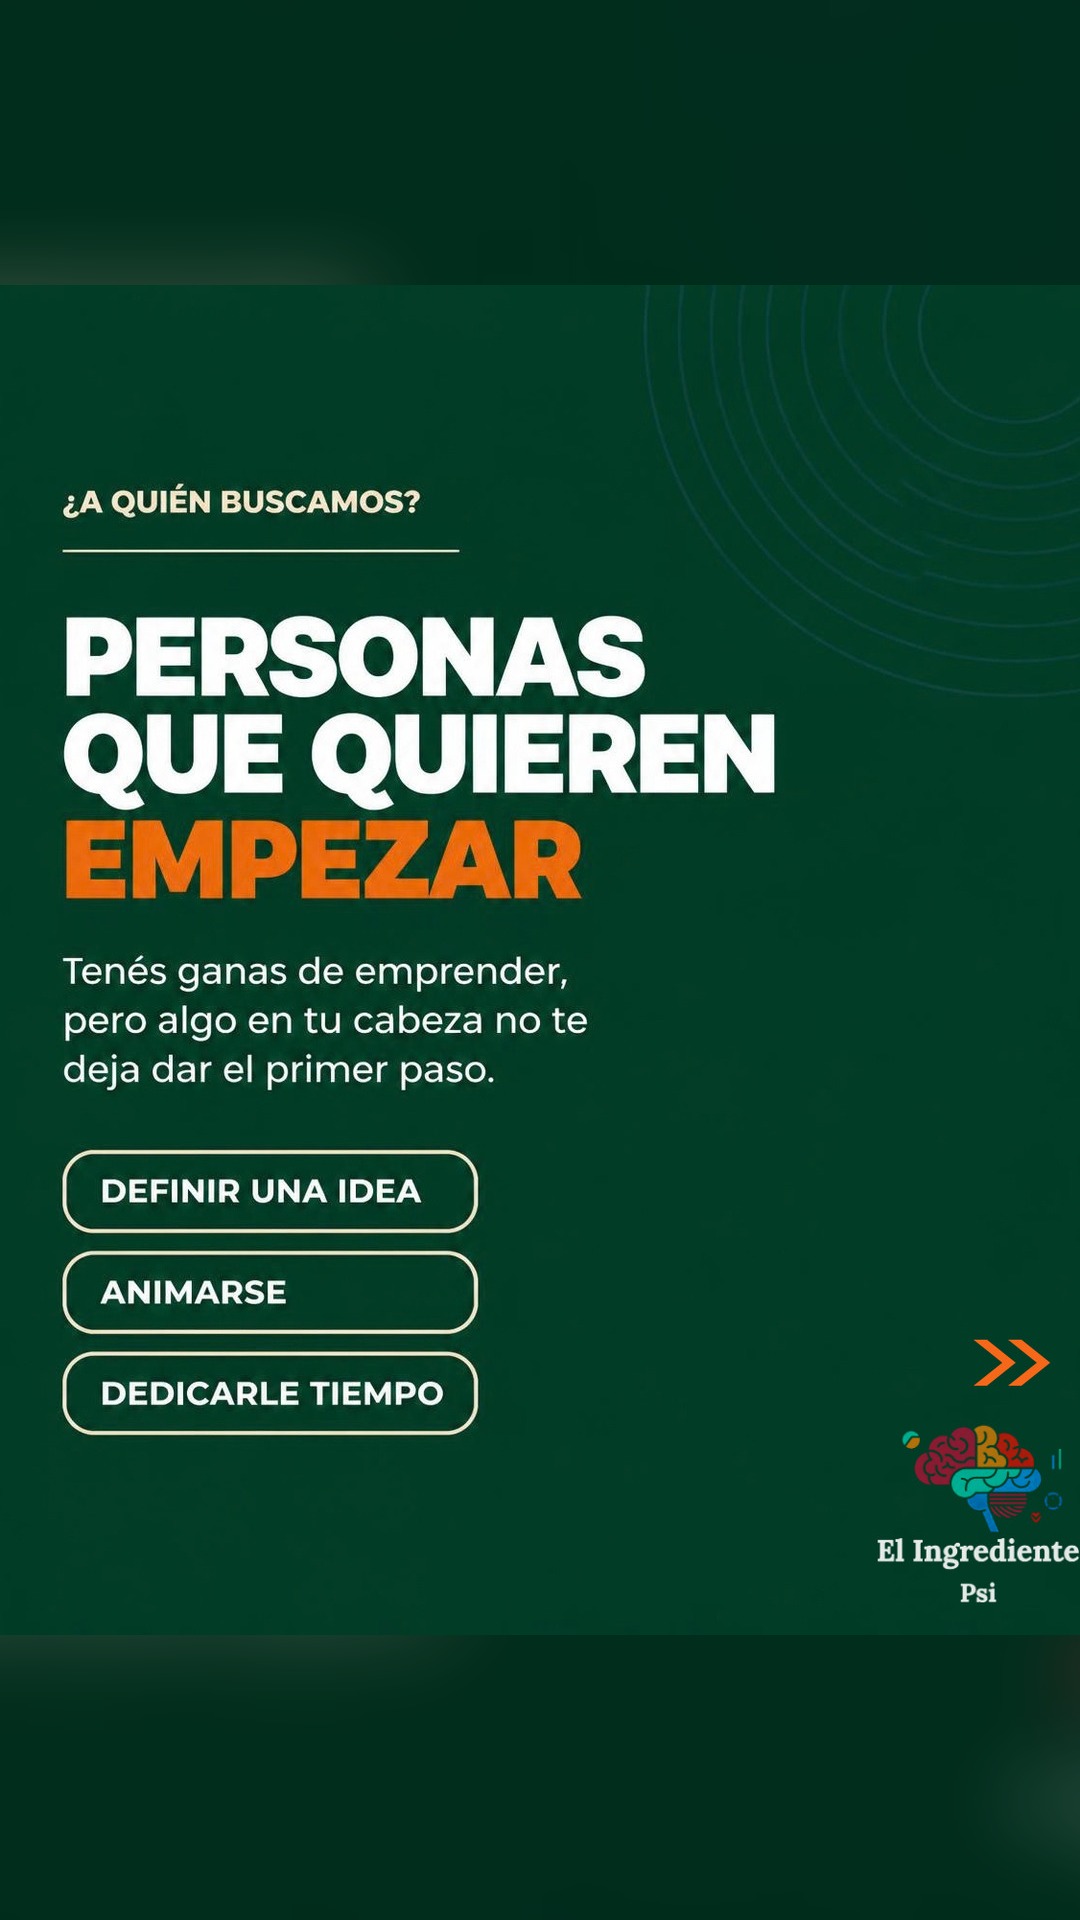 ¿A QUIÉN BUSCAMOS?
PERSONAS
QUE QUIEREN
EMPEZAR
Tenés ganas de emprender,
pero algo en tu cabeza no te
deja dar el primer paso.
DEFINIR UNA IDEA
ANIMARSE
DEDICARLE TIEMPO
El Ingrediente
Psi